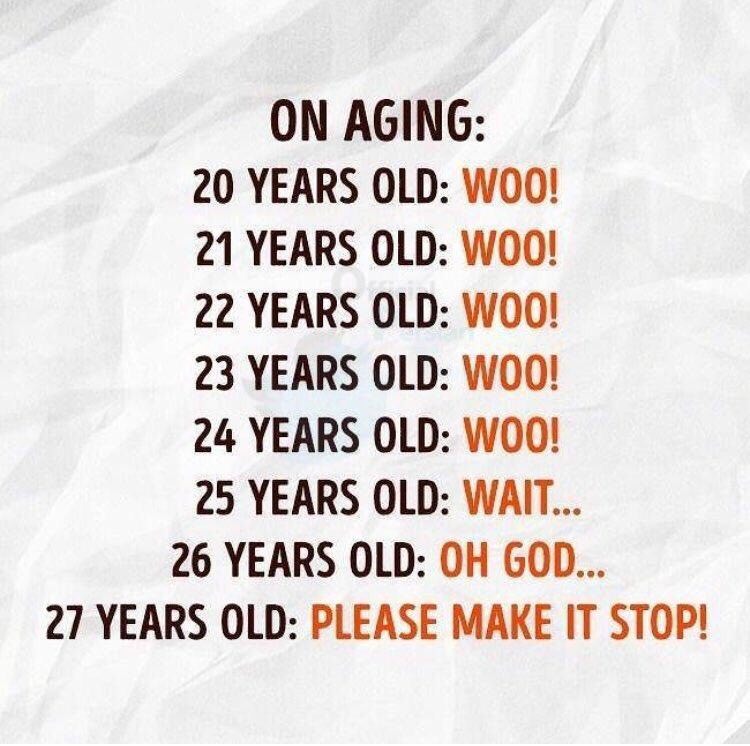 ON AGING:
20 YEARS OLD: WOO!
21 YEARS OLD: WOO!
22 YEARS OLD: WOO!
23 YEARS OLD: WOO!
24 YEARS OLD: WOO!
25 YEARS OLD: WAIT...
26 YEARS OLD: OH GOD...
27 YEARS OLD: PLEASE MAKE IT STOP!